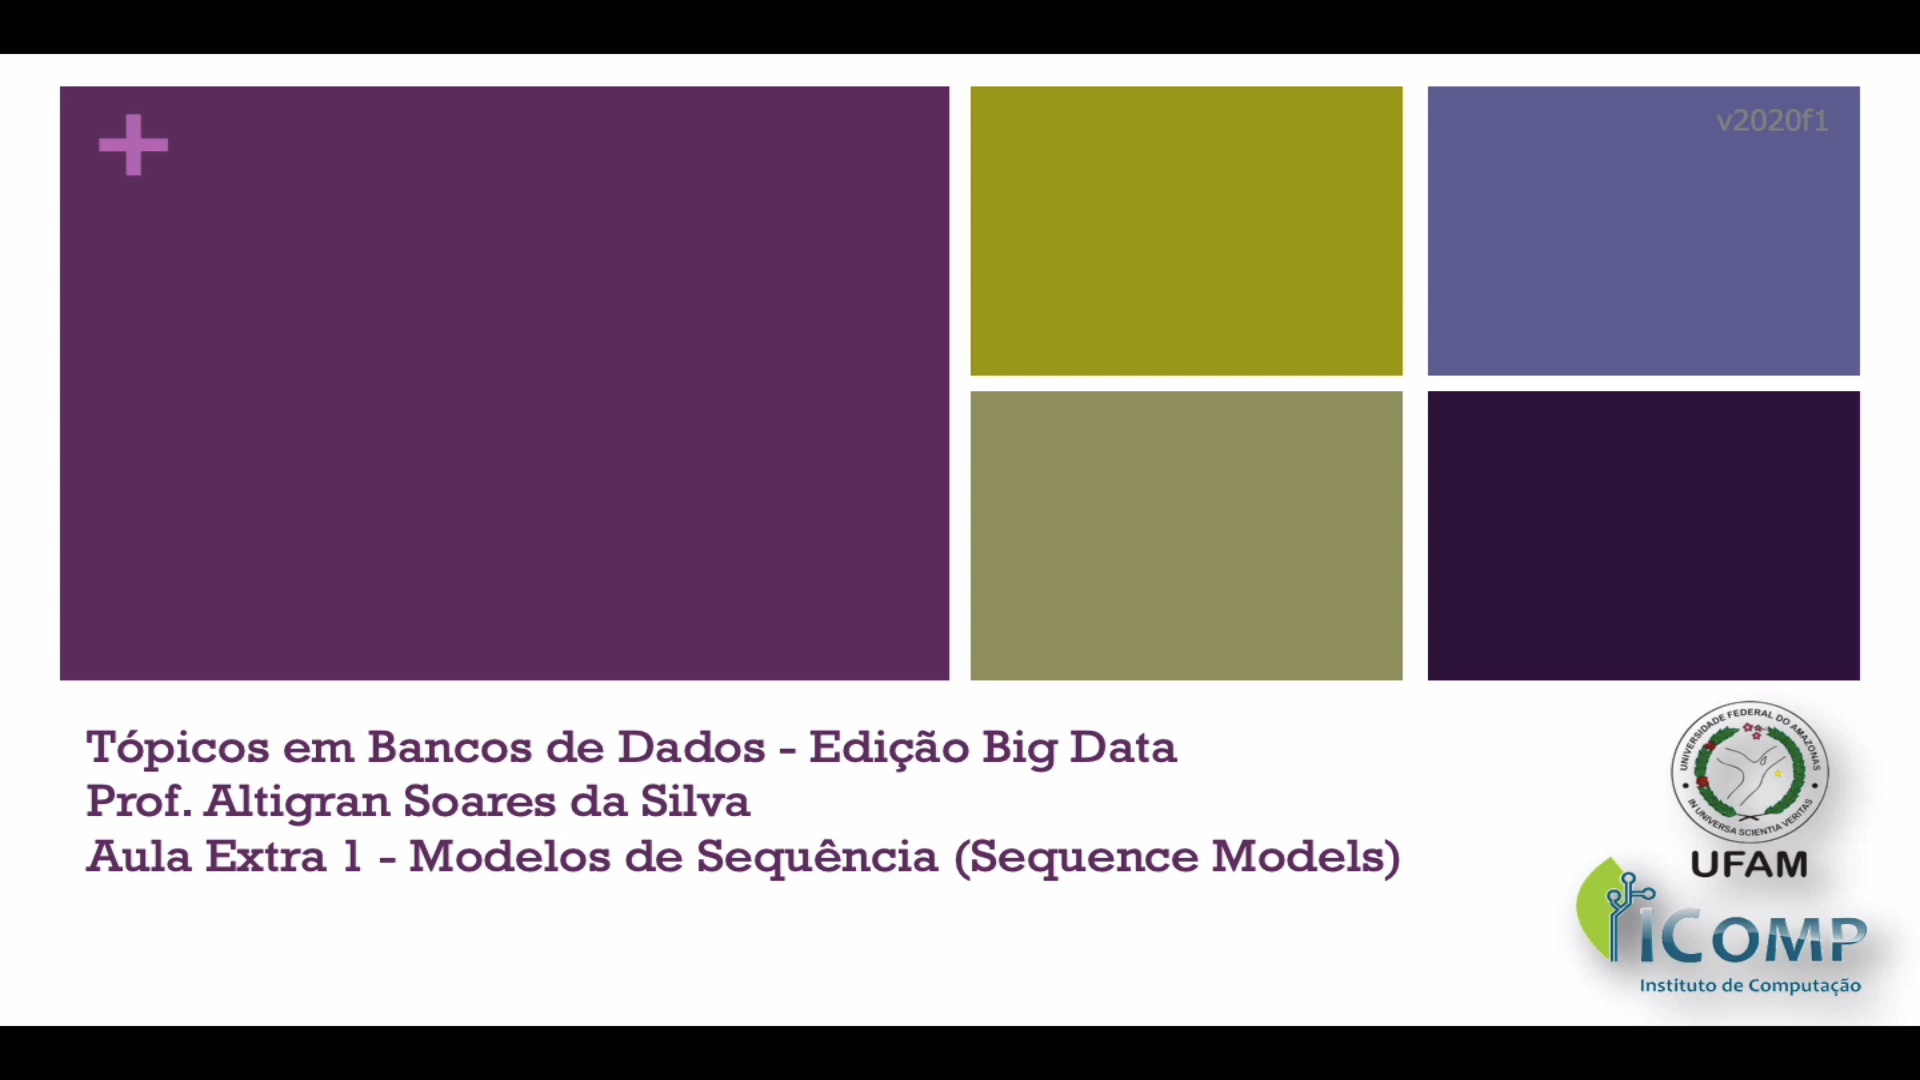 +
v2020f1
Tópicos em Bancos de Dados - Edição Big Data
Prof. Altigran Soares da Silva
Aula Extra 1 - Modelos de Sequência (Sequence Models)
UNIVERSIDADE FEDERAL DO AMAZONAS
IN UNIVERSA SCIENTIA VERITAS
UFAM
ICOMP
Instituto de Computação